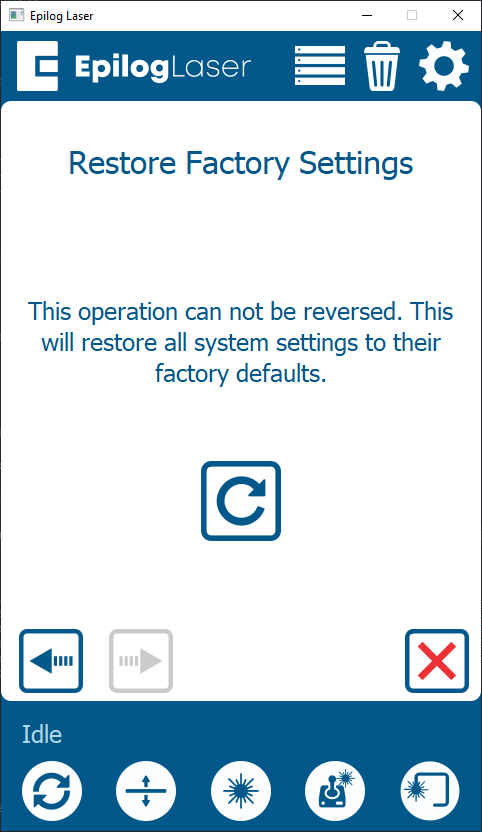 Epilog Laser
EpilogLaser
Restore Factory Settings
This operation can not be reversed. This
will restore all system settings to their
factory defaults.
Idle